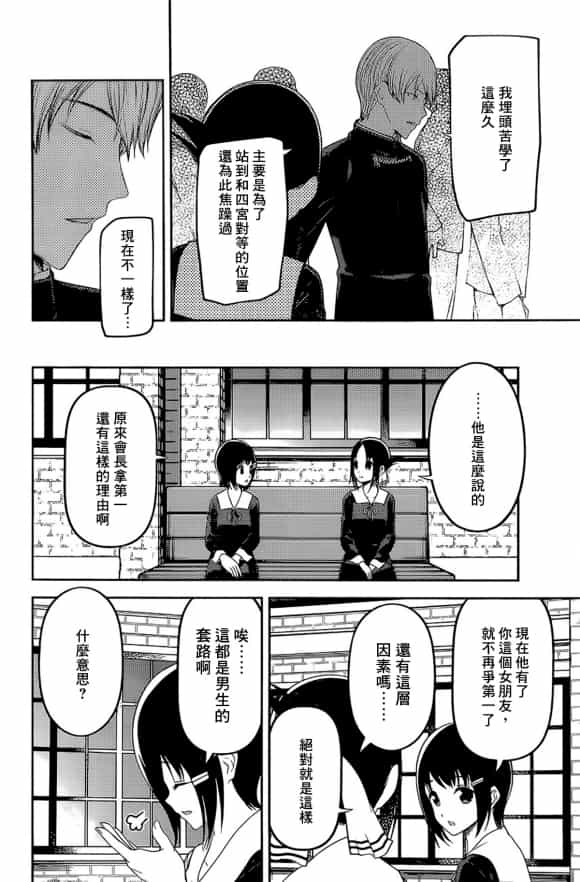 我埋頭苦學了
這麼久
主要是為了
站到和四宮對等的位置
還為此焦躁過
現在不一樣了…
……他是這麼說的
原來會長拿第一
還有這樣的理由啊
現在他有了
你這個女朋友，
就不再爭第一了
還有這層
因素嗎……
絕對就是這樣
唉……
這都是男生的
套路啊
什麼意思？